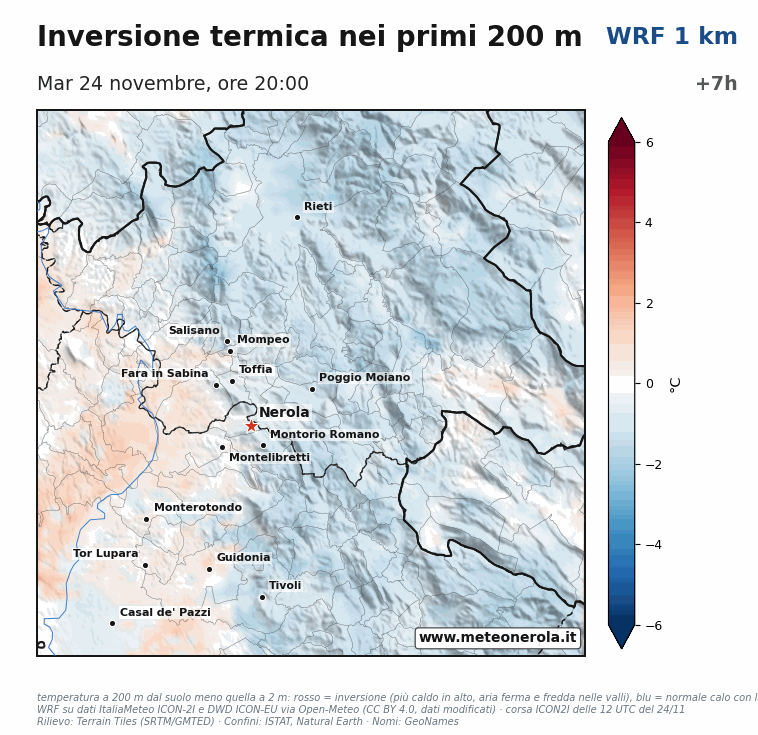 Inversione termica nei primi 200 m WRF 1 km
Mar 24 novembre, ore 20:00 +7h
6
4
2
0
−2
−4
−6
°C
Rieti
Salisano
Mompeo
Fara in Sabina
Toffia
Poggio Moiano
Nerola
Montorio Romano
Montelibretti
Monterotondo
Tor Lupara
Guidonia
Tivoli
Casal de' Pazzi
www.meteonerola.it
temperatura a 200 m dal suolo meno quella a 2 m: rosso = inversione (più caldo in alto, aria ferma e fredda nelle valli), blu = normale calo con l
WRF su dati ItaliaMeteo ICON-2I e DWD ICON-EU via Open-Meteo (CC BY 4.0, dati modificati) · corsa ICON2I delle 12 UTC del 24/11
Rilievo: Terrain Tiles (SRTM/GMTED) · Confini: ISTAT, Natural Earth · Nomi: GeoNames